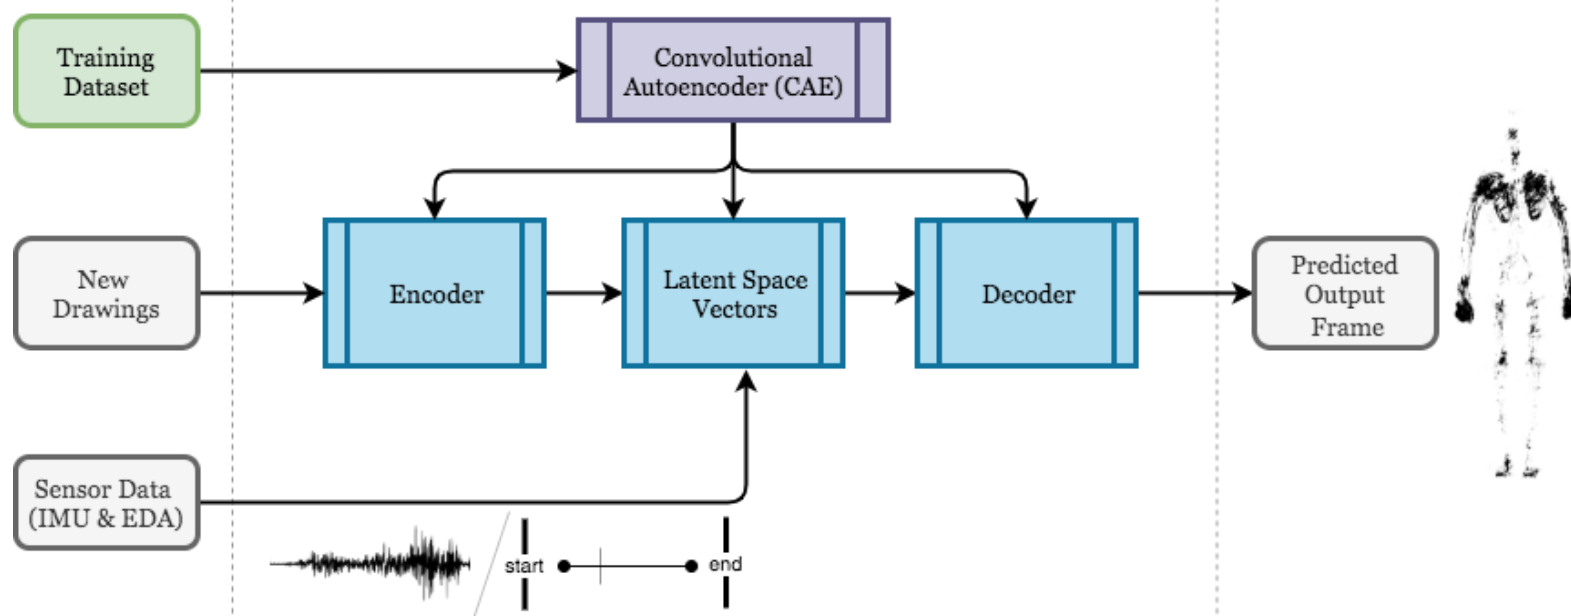 Training
Dataset
Convolutional
Autoencoder (CAE)
New
Drawings
Encoder
Latent Space
Vectors
Decoder
Predicted
Output
Frame
Sensor Data
(IMU & EDA)
start
end